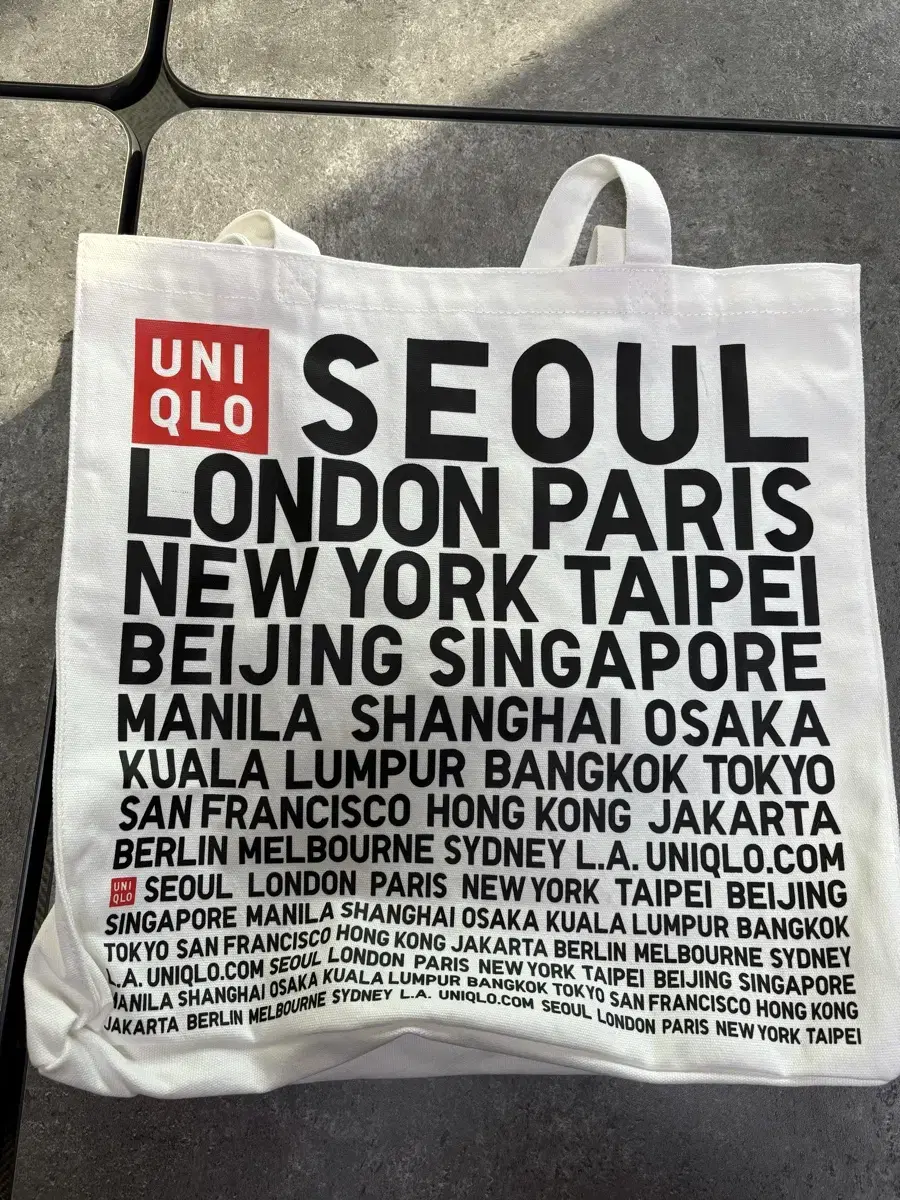 UNI
QLO
SEOUL
LONDON PARIS
NEW YORK TAIPEI
BEIJING SINGAPORE
MANILA SHANGHAI OSAKA
KUALA LUMPUR BANGKOK TOKYO
SAN FRANCISCO HONG KONG JAKARTA
BERLIN MELBOURNE SYDNEY L.A. UNIQLO.COM
UNI
QLO
SEOUL LONDON PARIS NEW YORK TAIPEI BEIJING
SINGAPORE MANILA SHANGHAI OSAKA KUALA LUMPUR BANGKOK
TOKYO SAN FRANCISCO HONG KONG JAKARTA BERLIN MELBOURNE SYDNEY
L.A. UNIQLO.COM SEOUL LONDON PARIS NEW YORK TAIPEI BEIJING SINGAPORE
MANILA SHANGHAI OSAKA KUALA LUMPUR BANGKOK TOKYO SAN FRANCISCO HONG KONG
JAKARTA BERLIN MELBOURNE SYDNEY L.A. UNIQLO.COM SEOUL LONDON PARIS NEW YORK TAIPEI